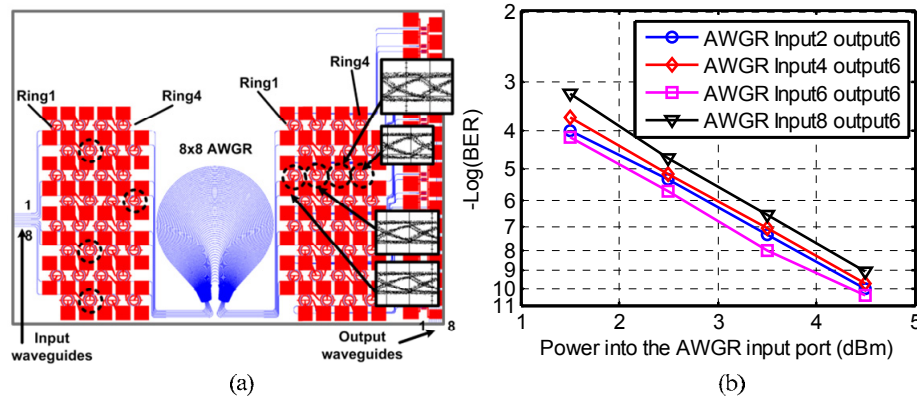 Ring1
Ring4
8x8 AWGR
Ring1
Ring4
1
8
Input
waveguides
Output
waveguides
1
8
(a)
2
3
4
5
6
7
8
9
10
11
-Log(BER)
AWGR Input2 output6
AWGR Input4 output6
AWGR Input6 output6
AWGR Input8 output6
1
2
3
4
5
Power into the AWGR input port (dBm)
(b)